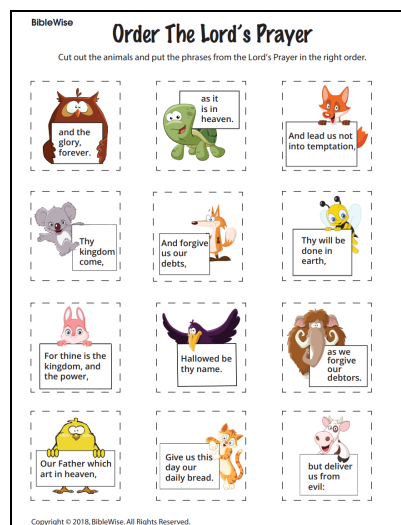 BibleWise
Order The Lord's Prayer
Cut out the animals and put the phrases from the Lord's Prayer in the right order.
and the
glory,
forever.
as it
is in
heaven.
And lead us not
into temptation,
Thy
kingdom
come,
And forgive
us our
debts,
Thy will be
done in
earth,
For thine is the
kingdom, and
the power,
Hallowed be
thy name.
as we
forgive
our
debtors.
Our Father which
art in heaven,
Give us this
day our
daily bread.
but deliver
us from
evil:
Copyright © 2018, BibleWise. All Rights Reserved.